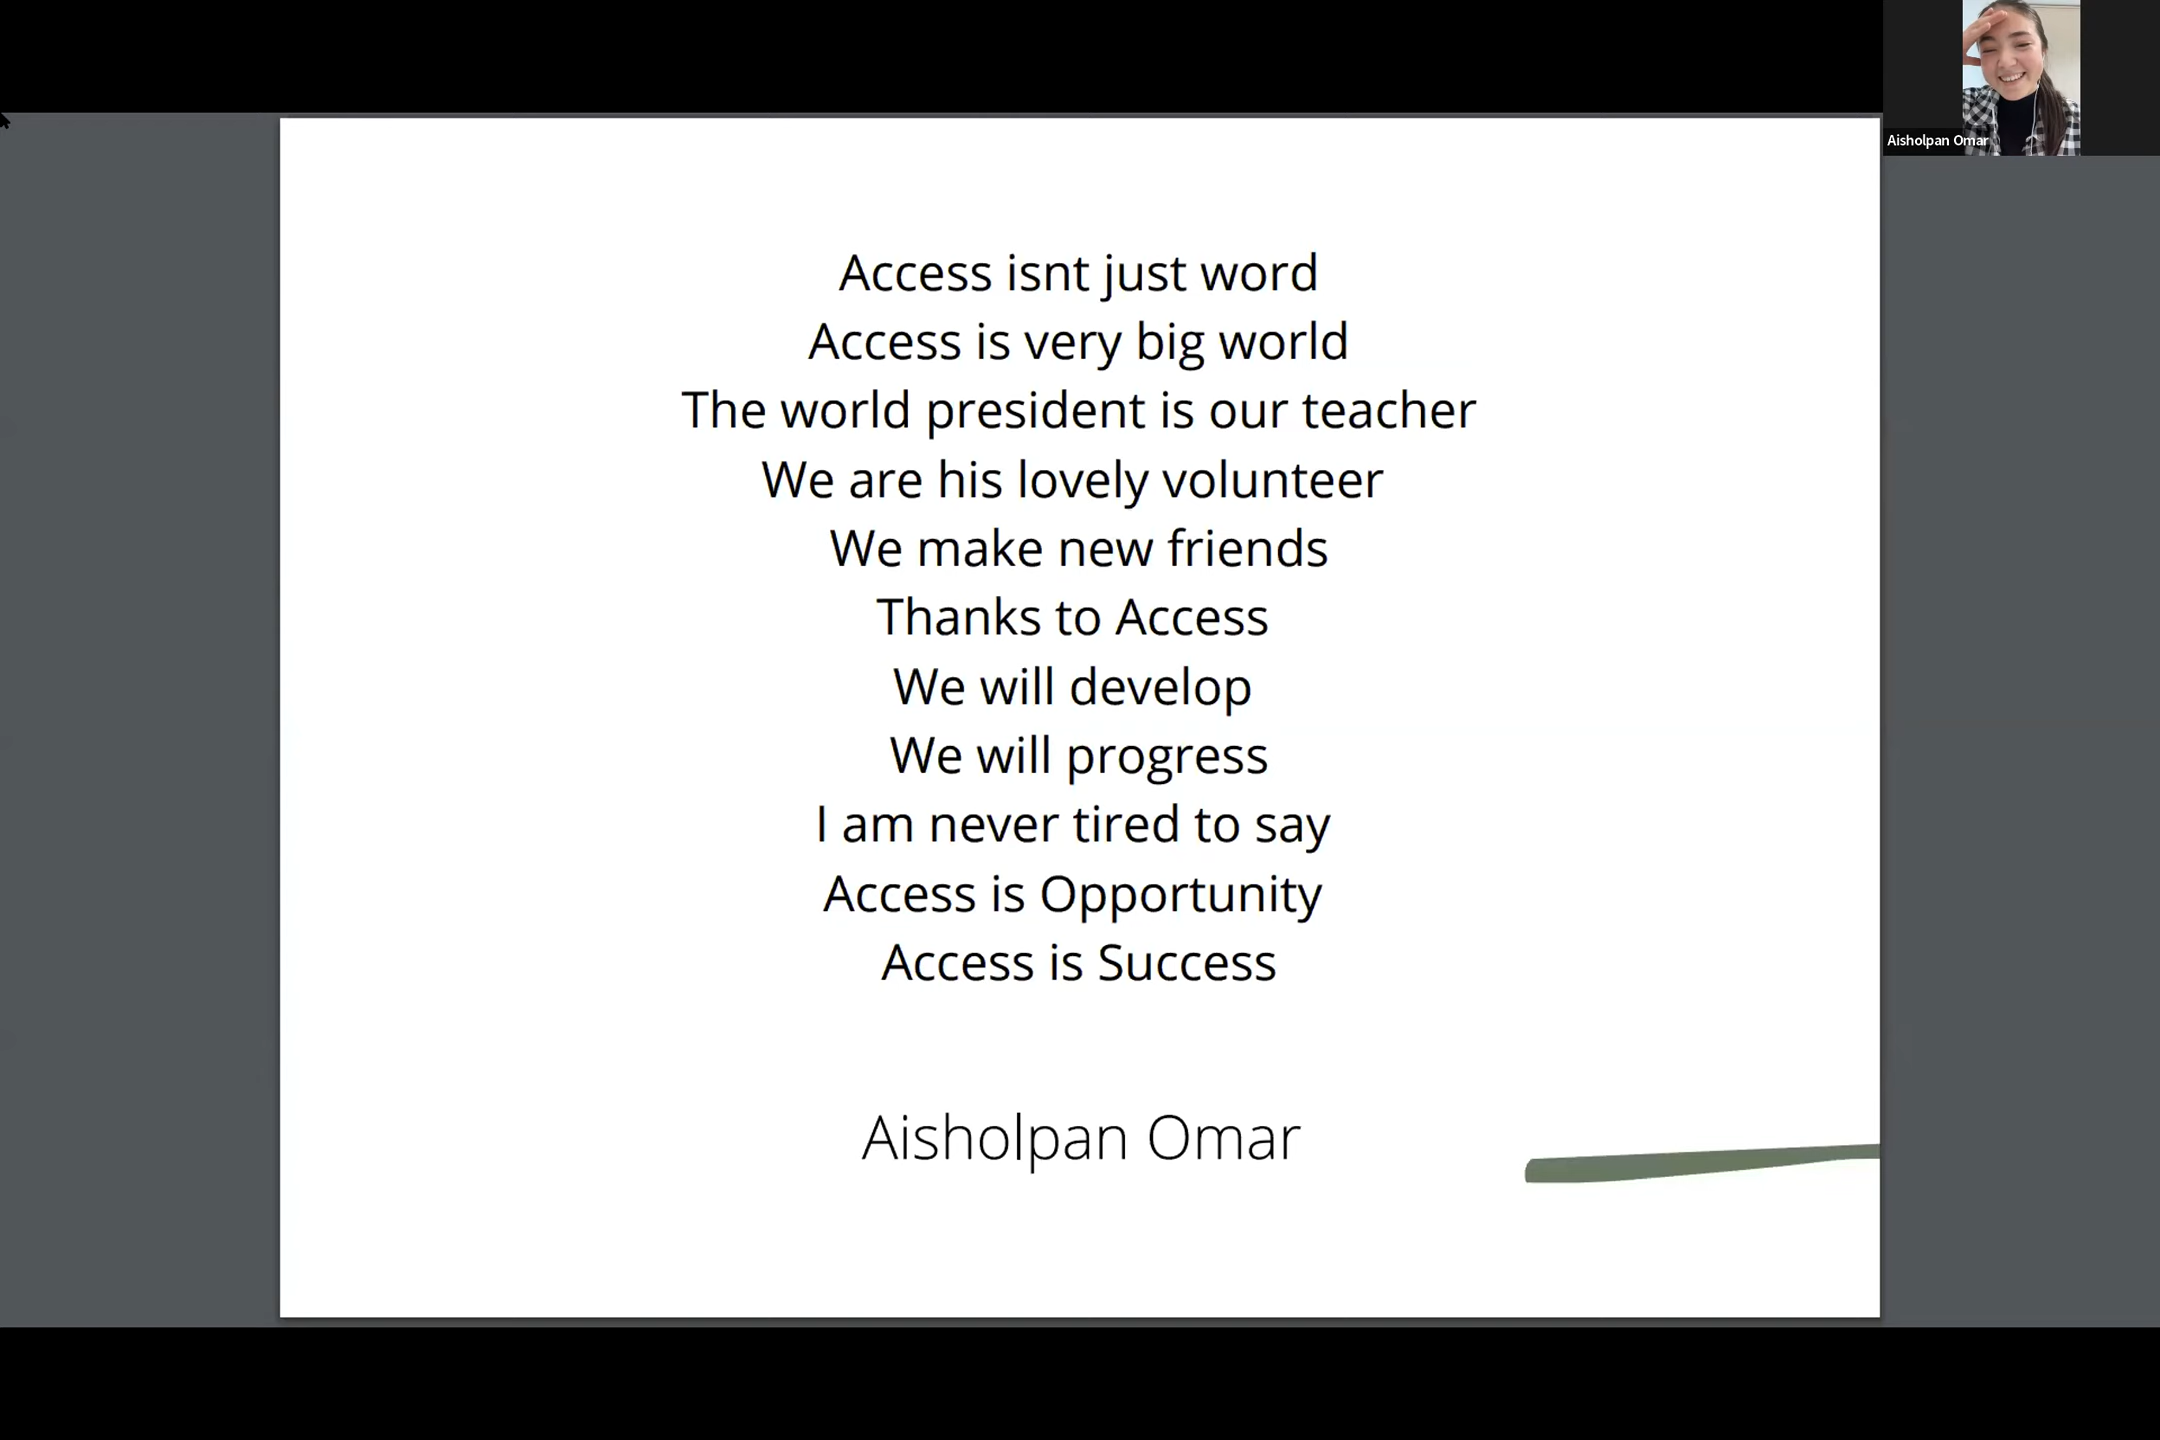 Aisholpan Omar
Access isnt just word
Access is very big world
The world president is our teacher
We are his lovely volunteer
We make new friends
Thanks to Access
We will develop
We will progress
I am never tired to say
Access is Opportunity
Access is Success
Aisholpan Omar